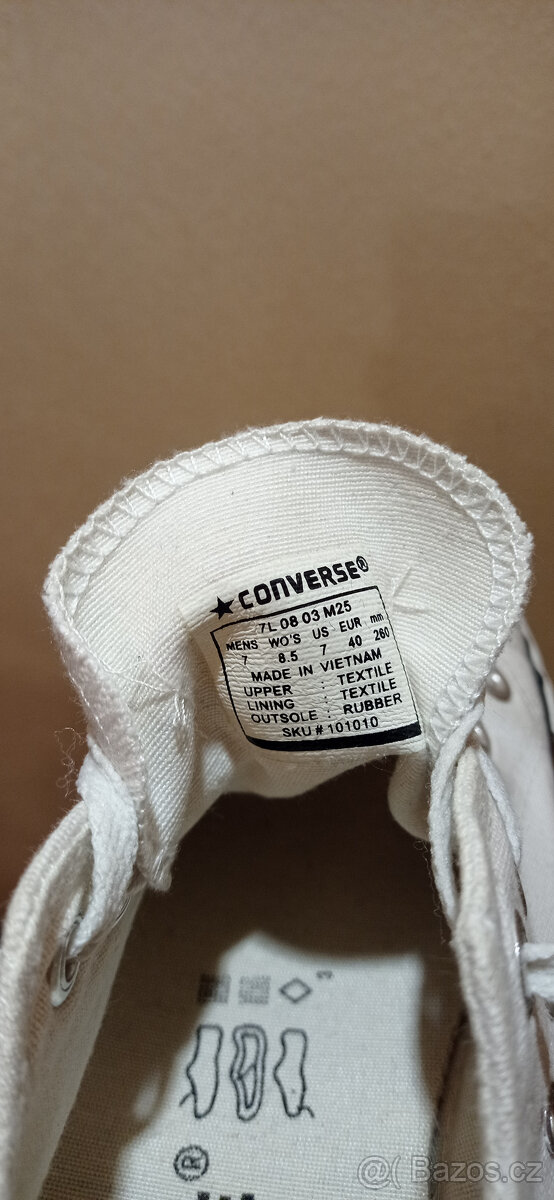 ★CONVERSE®
7L 08 03 M25
MENS WO'S US EUR mm
7 8.5 7 40 260
MADE IN VIETNAM
UPPER : TEXTILE
LINING : TEXTILE
OUTSOLE : RUBBER
SKU # 101010
3
®
@( Bazos.cz